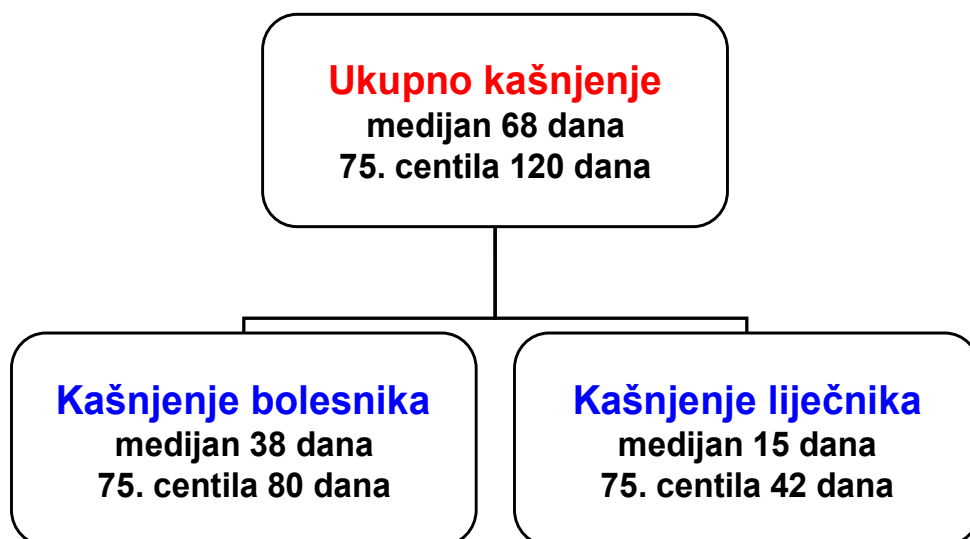 Ukupno kašnjenje
medijan 68 dana
75. centila 120 dana
Kašnjenje bolesnika
medijan 38 dana
75. centila 80 dana
Kašnjenje liječnika
medijan 15 dana
75. centila 42 dana